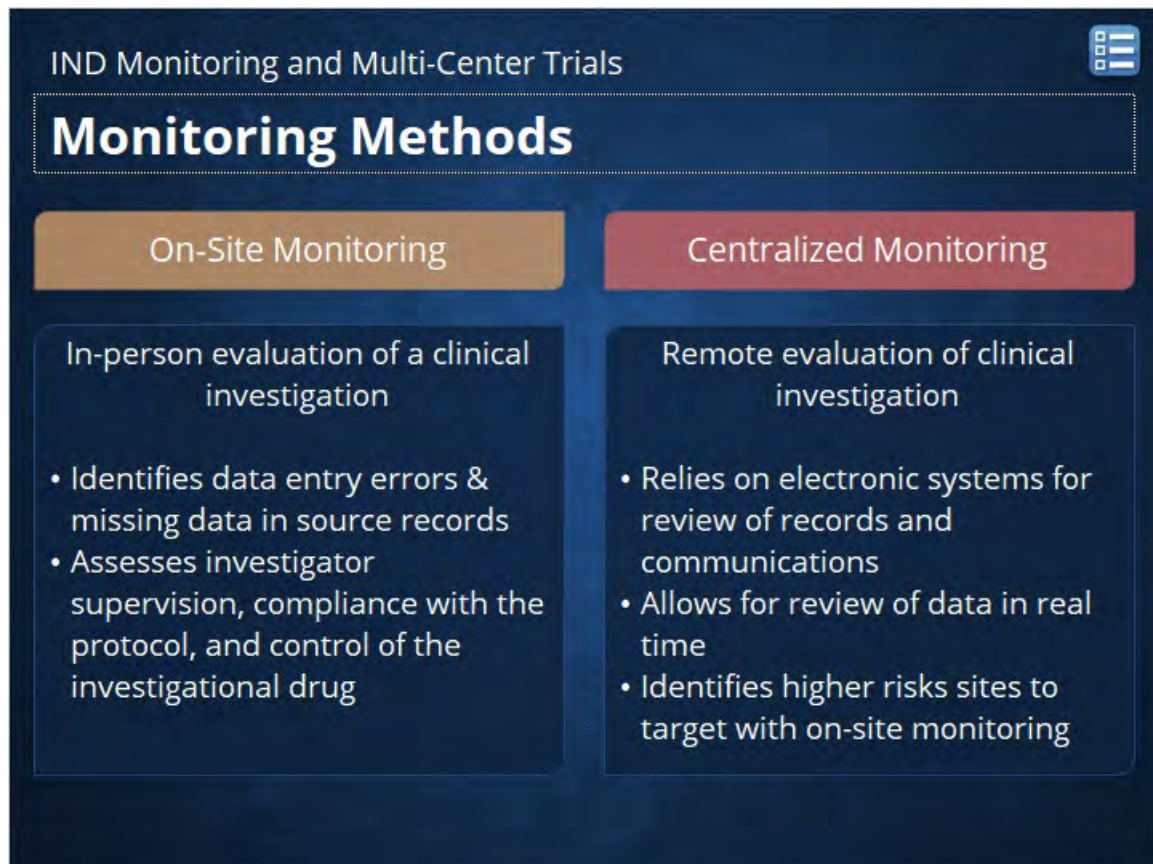 IND Monitoring and Multi-Center Trials
Monitoring Methods
On-Site Monitoring
In-person evaluation of a clinical
investigation
• Identifies data entry errors &
missing data in source records
• Assesses investigator
supervision, compliance with the
protocol, and control of the
investigational drug
Centralized Monitoring
Remote evaluation of clinical
investigation
• Relies on electronic systems for
review of records and
communications
• Allows for review of data in real
time
• Identifies higher risks sites to
target with on-site monitoring